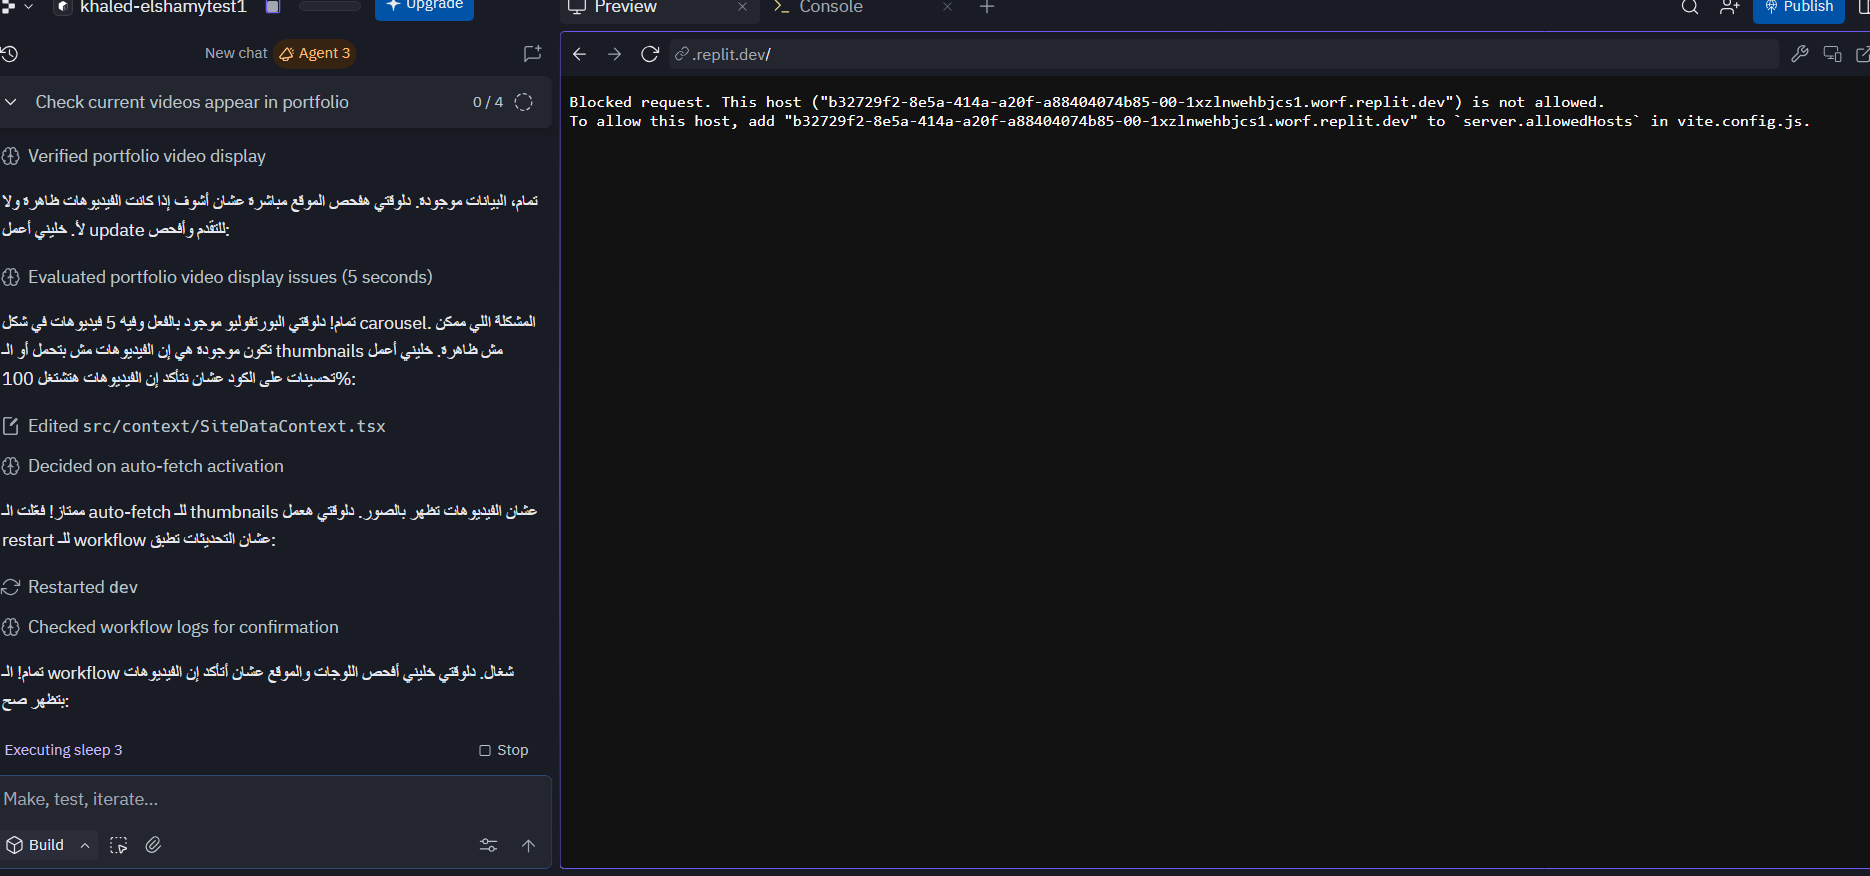 khaled-elshamytest1
Upgrade
Preview
Console
Publish
New chat
Agent 3
.replit.dev/
Check current videos appear in portfolio
0 / 4
Blocked request. This host ("b32729f2-8e5a-414a-a20f-a88404074b85-00-1xzlnwehbjcs1.worf.replit.dev") is not allowed.
To allow this host, add "b32729f2-8e5a-414a-a20f-a88404074b85-00-1xzlnwehbjcs1.worf.replit.dev" to `server.allowedHosts` in vite.config.js.
Verified portfolio video display
تمام، البيانات موجودة. دلوقتي هفحص الموقع مباشرة عشان أشوف إذا كانت الفيديوهات ظاهرة ولا
لأ. خليني أعمل update للتقدم وأفحص:
Evaluated portfolio video display issues (5 seconds)
تمام! دلوقتي البورتفوليو موجود بالفعل وفيه 5 فيديوهات في شكل carousel. المشكلة اللي ممكن
تكون موجودة هي إن الفيديوهات مش بتحمل أو الـ thumbnails مش ظاهرة. خليني أعمل
تحسينات على الكود عشان نتأكد إن الفيديوهات هتشتغل 100%:
Edited src/context/SiteDataContext.tsx
Decided on auto-fetch activation
ممتاز! فعّلت الـ auto-fetch للـ thumbnails عشان الفيديوهات تظهر بالصور. دلوقتي هعمل
restart للـ workflow عشان التحديثات تطبق:
Restarted dev
Checked workflow logs for confirmation
تمام! الـ workflow شغال. دلوقتي خليني أفحص اللوجات والموقع عشان أتأكد إن الفيديوهات
بتظهر صح:
Executing sleep 3
Stop
Make, test, iterate...
Build